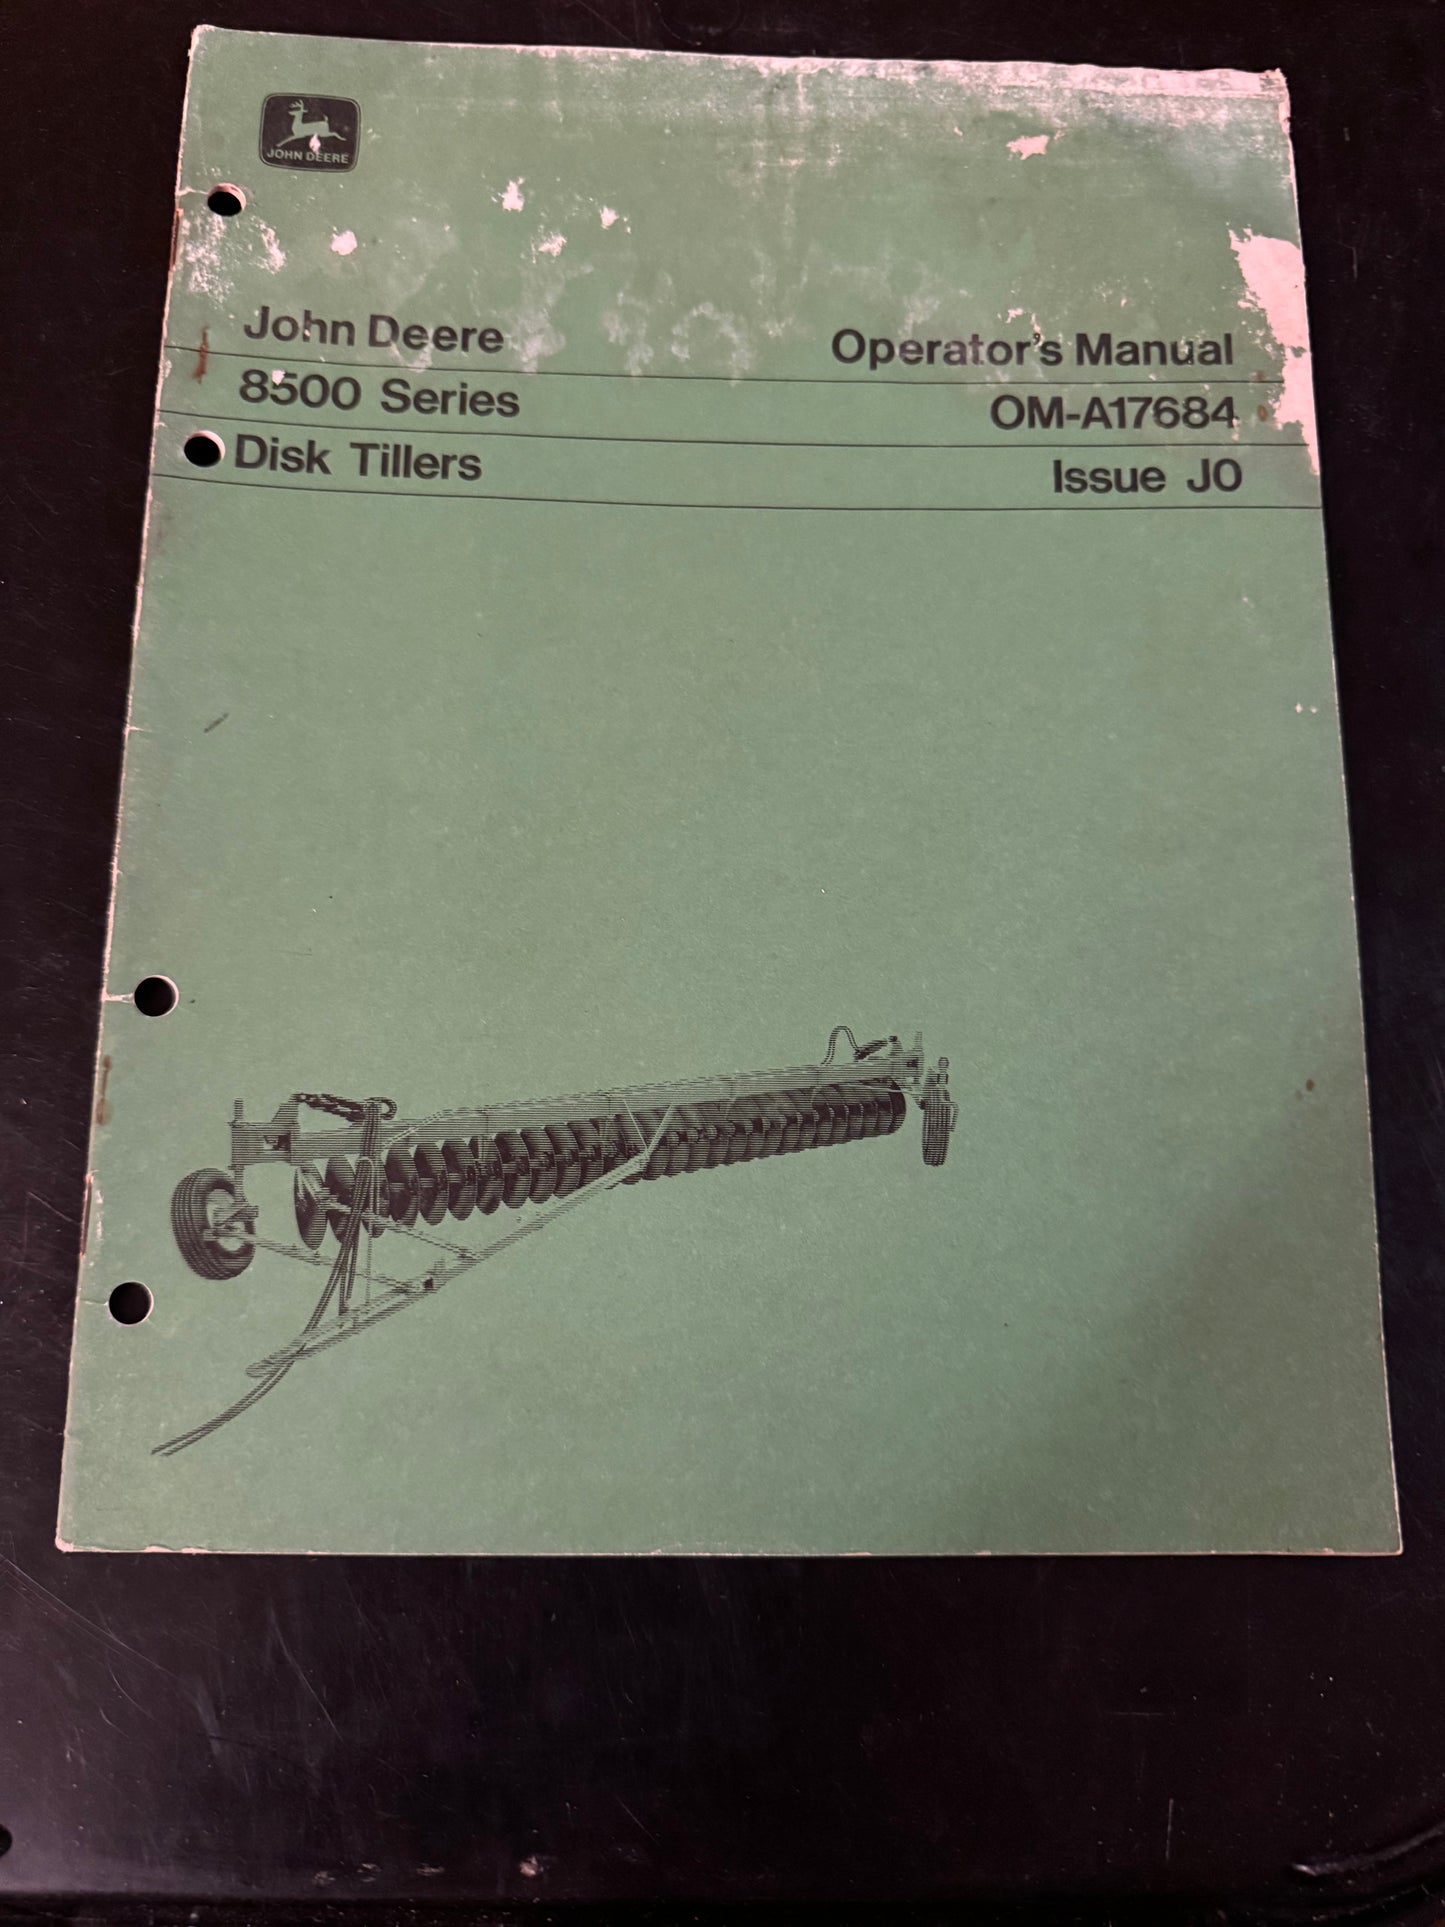 JOHN DEERE
John Deere
8500 Series
Disk Tillers
Operator's Manual
OM-A17684
Issue J0